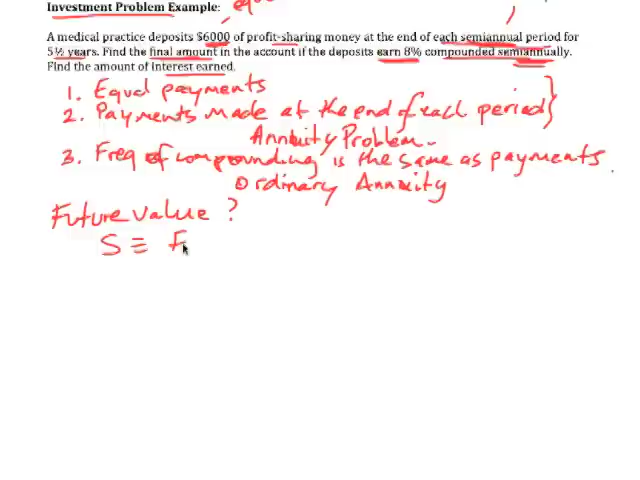 Investment Problem Example:
A medical practice deposits $6000 of profit-sharing money at the end of each semiannual period for
5½ years. Find the final amount in the account if the deposits earn 8% compounded semiannually.
Find the amount of interest earned.
1. Equal payments
2. Payments made at the end of each period
Annuity Problem.
3. Freq of compounding is the same as payments.
Ordinary Annuity
Future value ?
S ≡ F